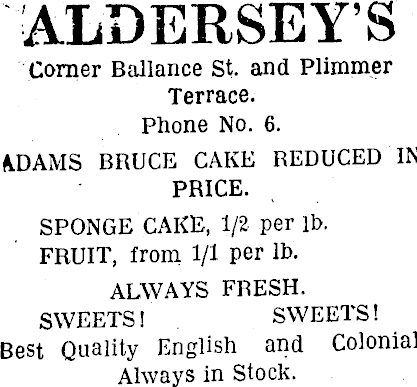 ALDERSEY'S
Corner Ballance St. and Plimmer
Terrace.
Phone No. 6.
ADAMS BRUCE CAKE REDUCED IN
PRICE.
SPONGE CAKE, 1/2 per lb.
FRUIT, from 1/1 per lb.
ALWAYS FRESH.
SWEETS! SWEETS!
Best Quality English and Colonial
Always in Stock.